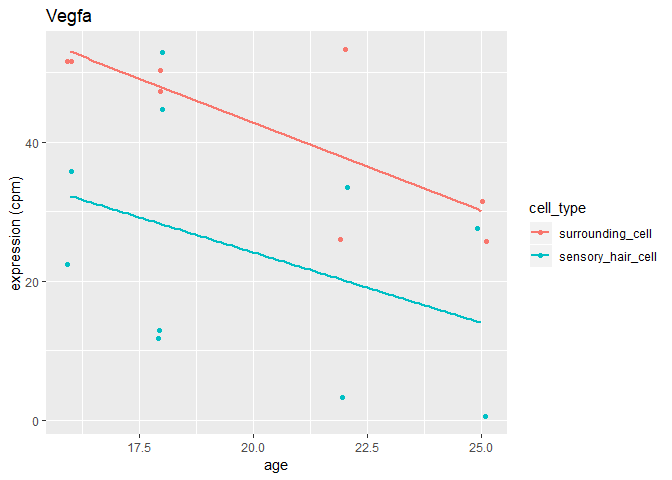 Vegfa
expression (cpm)
40
20
0
17.5
20.0
22.5
25.0
age
cell_type
surrounding_cell
sensory_hair_cell